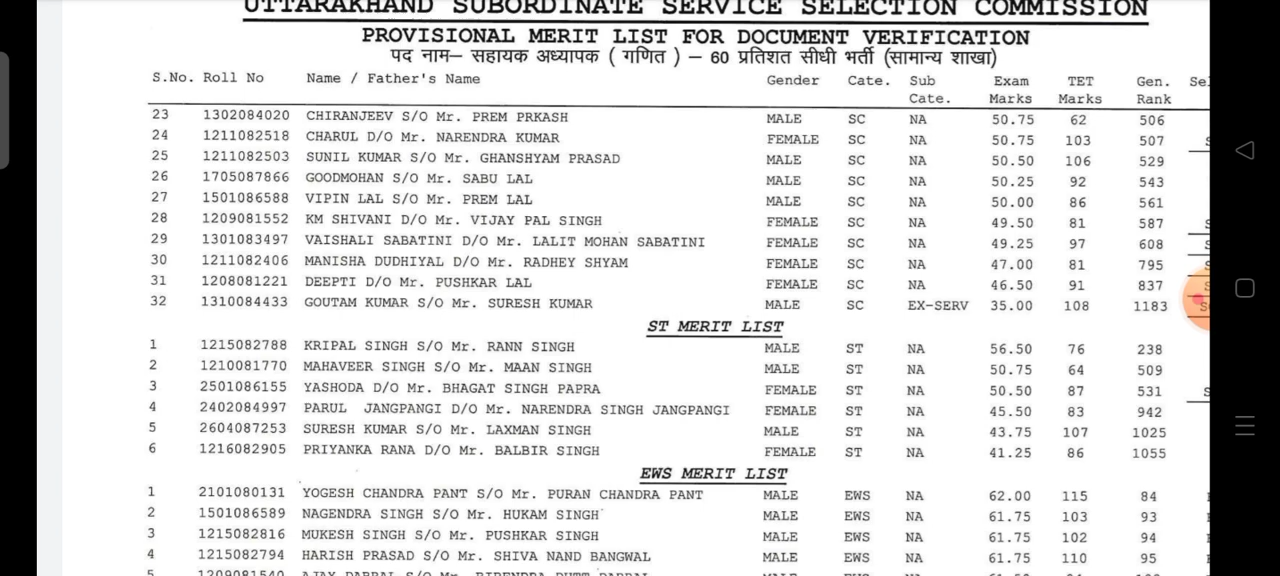 UTTARAKHAND SUBORDINATE SERVICE SELECTION COMMISSION
PROVISIONAL MERIT LIST FOR DOCUMENT VERIFICATION
पद नाम– सहायक अध्यापक ( गणित ) – 60 प्रतिशत सीधी भर्ती (सामान्य शाखा)
S.No. Roll No Name / Father's Name Gender Cate. Sub Exam TET Gen.
Cate. Marks Marks Rank
23 1302084020 CHIRANJEEV S/O Mr. PREM PRKASH MALE SC NA 50.75 62 506
24 1211082518 CHARUL D/O Mr. NARENDRA KUMAR FEMALE SC NA 50.75 103 507
25 1211082503 SUNIL KUMAR S/O Mr. GHANSHYAM PRASAD MALE SC NA 50.50 106 529
26 1705087866 GOODMOHAN S/O Mr. SABU LAL MALE SC NA 50.25 92 543
27 1501086588 VIPIN LAL S/O Mr. PREM LAL MALE SC NA 50.00 86 561
28 1209081552 KM SHIVANI D/O Mr. VIJAY PAL SINGH FEMALE SC NA 49.50 81 587
29 1301083497 VAISHALI SABATINI D/O Mr. LALIT MOHAN SABATINI FEMALE SC NA 49.25 97 608
30 1211082406 MANISHA DUDHIYAL D/O Mr. RADHEY SHYAM FEMALE SC NA 47.00 81 795
31 1208081221 DEEPTI D/O Mr. PUSHKAR LAL FEMALE SC NA 46.50 91 837
32 1310084433 GOUTAM KUMAR S/O Mr. SURESH KUMAR MALE SC EX-SERV 35.00 108 1183
ST MERIT LIST
1 1215082788 KRIPAL SINGH S/O Mr. RANN SINGH MALE ST NA 56.50 76 238
2 1210081770 MAHAVEER SINGH S/O Mr. MAAN SINGH MALE ST NA 50.75 64 509
3 2501086155 YASHODA D/O Mr. BHAGAT SINGH PAPRA FEMALE ST NA 50.50 87 531
4 2402084997 PARUL JANGPANGI D/O Mr. NARENDRA SINGH JANGPANGI FEMALE ST NA 45.50 83 942
5 2604087253 SURESH KUMAR S/O Mr. LAXMAN SINGH MALE ST NA 43.75 107 1025
6 1216082905 PRIYANKA RANA D/O Mr. BALBIR SINGH FEMALE ST NA 41.25 86 1055
EWS MERIT LIST
1 2101080131 YOGESH CHANDRA PANT S/O Mr. PURAN CHANDRA PANT MALE EWS NA 62.00 115 84
2 1501086589 NAGENDRA SINGH S/O Mr. HUKAM SINGH MALE EWS NA 61.75 103 93
3 1215082816 MUKESH SINGH S/O Mr. PUSHKAR SINGH MALE EWS NA 61.75 102 94
4 1215082794 HARISH PRASAD S/O Mr. SHIVA NAND BANGWAL MALE EWS NA 61.75 110 95